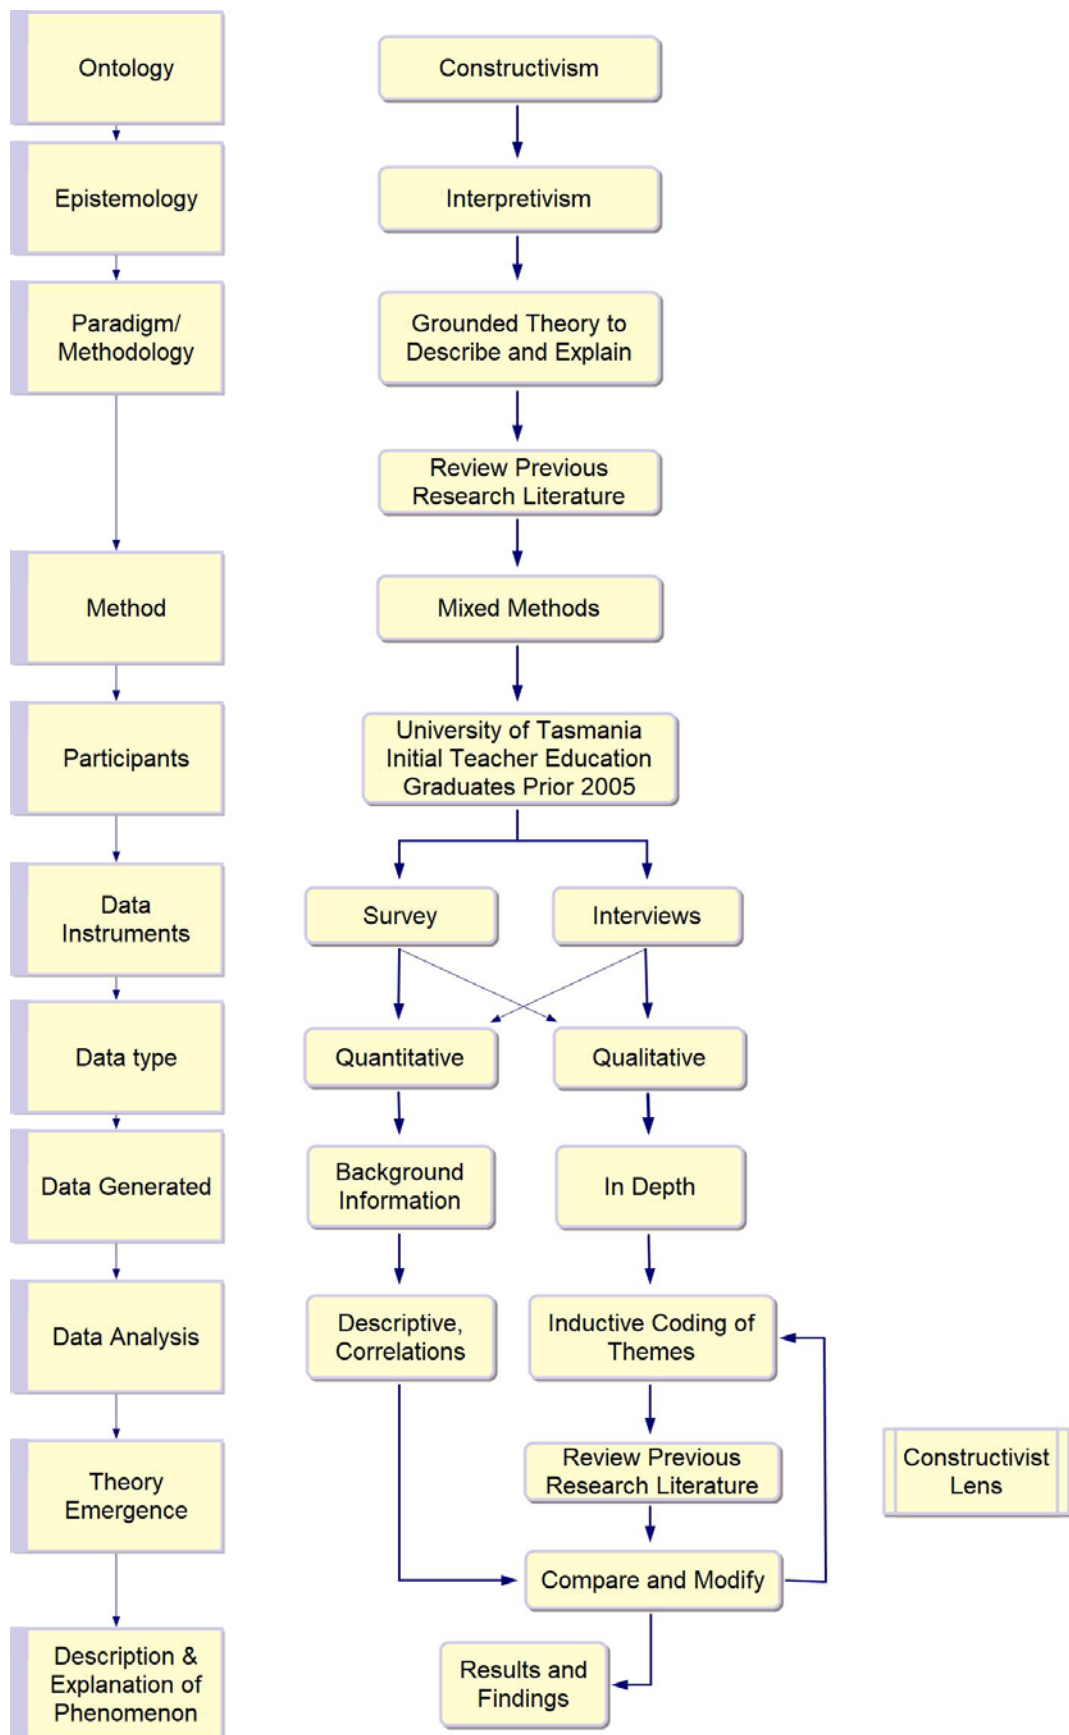 Ontology
Constructivism
Epistemology
Interpretivism
Paradigm/
Methodology
Grounded Theory to
Describe and Explain
Review Previous
Research Literature
Method
Mixed Methods
Participants
University of Tasmania
Initial Teacher Education
Graduates Prior 2005
Data
Instruments
Survey
Interviews
Data type
Quantitative
Qualitative
Data Generated
Background
Information
In Depth
Data Analysis
Descriptive,
Correlations
Inductive Coding of
Themes
Theory
Emergence
Review Previous
Research Literature
Constructivist
Lens
Compare and Modify
Description &
Explanation of
Phenomenon
Results and
Findings